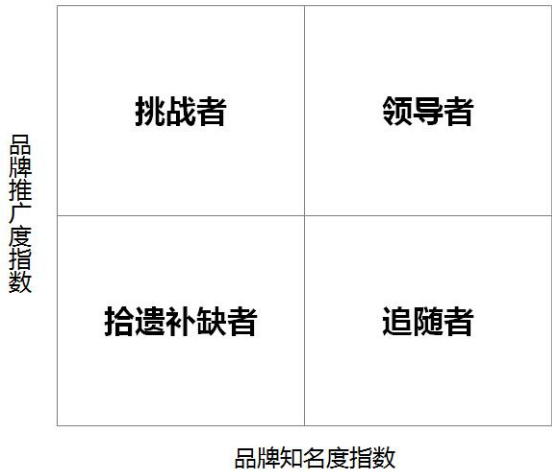 挑战者
领导者
品牌推广度指数
拾遗补缺者
追随者
品牌知名度指数